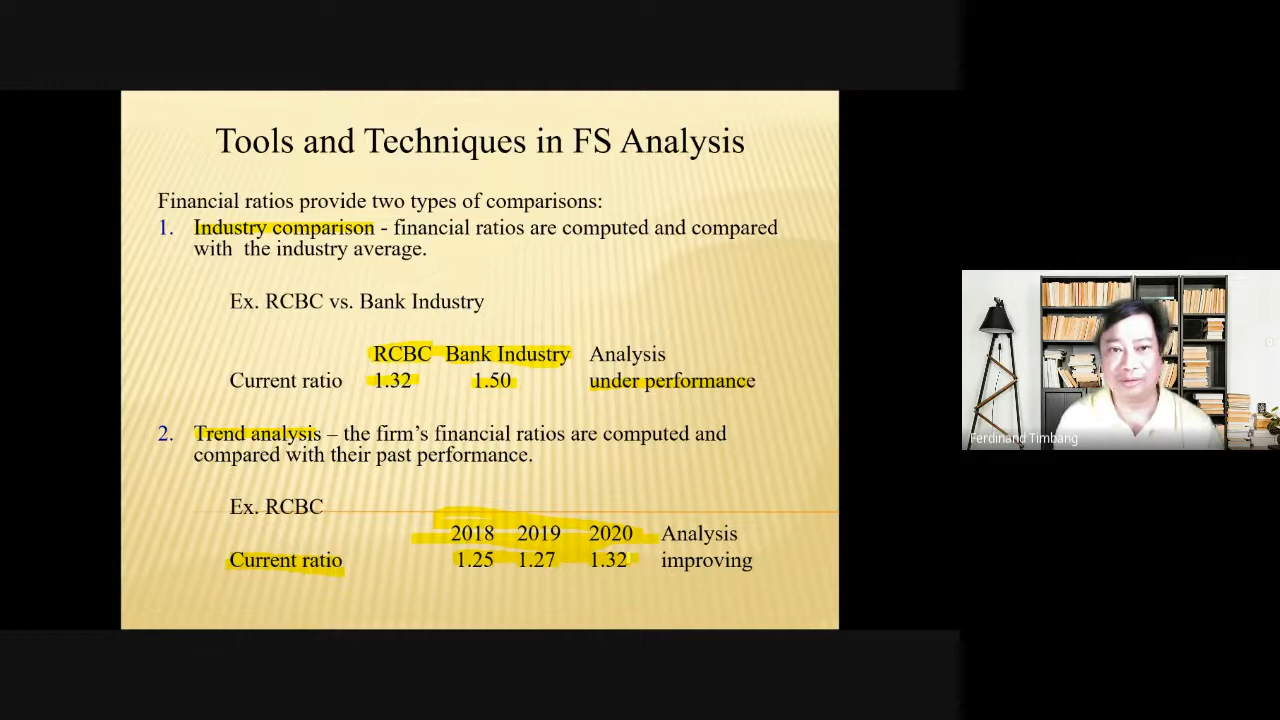 Tools and Techniques in FS Analysis
Financial ratios provide two types of comparisons:
1. Industry comparison - financial ratios are computed and compared
with the industry average.
Ex. RCBC vs. Bank Industry
RCBC Bank Industry Analysis
Current ratio 1.32 1.50 under performance
2. Trend analysis – the firm's financial ratios are computed and
compared with their past performance.
Ex. RCBC
2018 2019 2020 Analysis
Current ratio 1.25 1.27 1.32 improving
Ferdinand Timbang